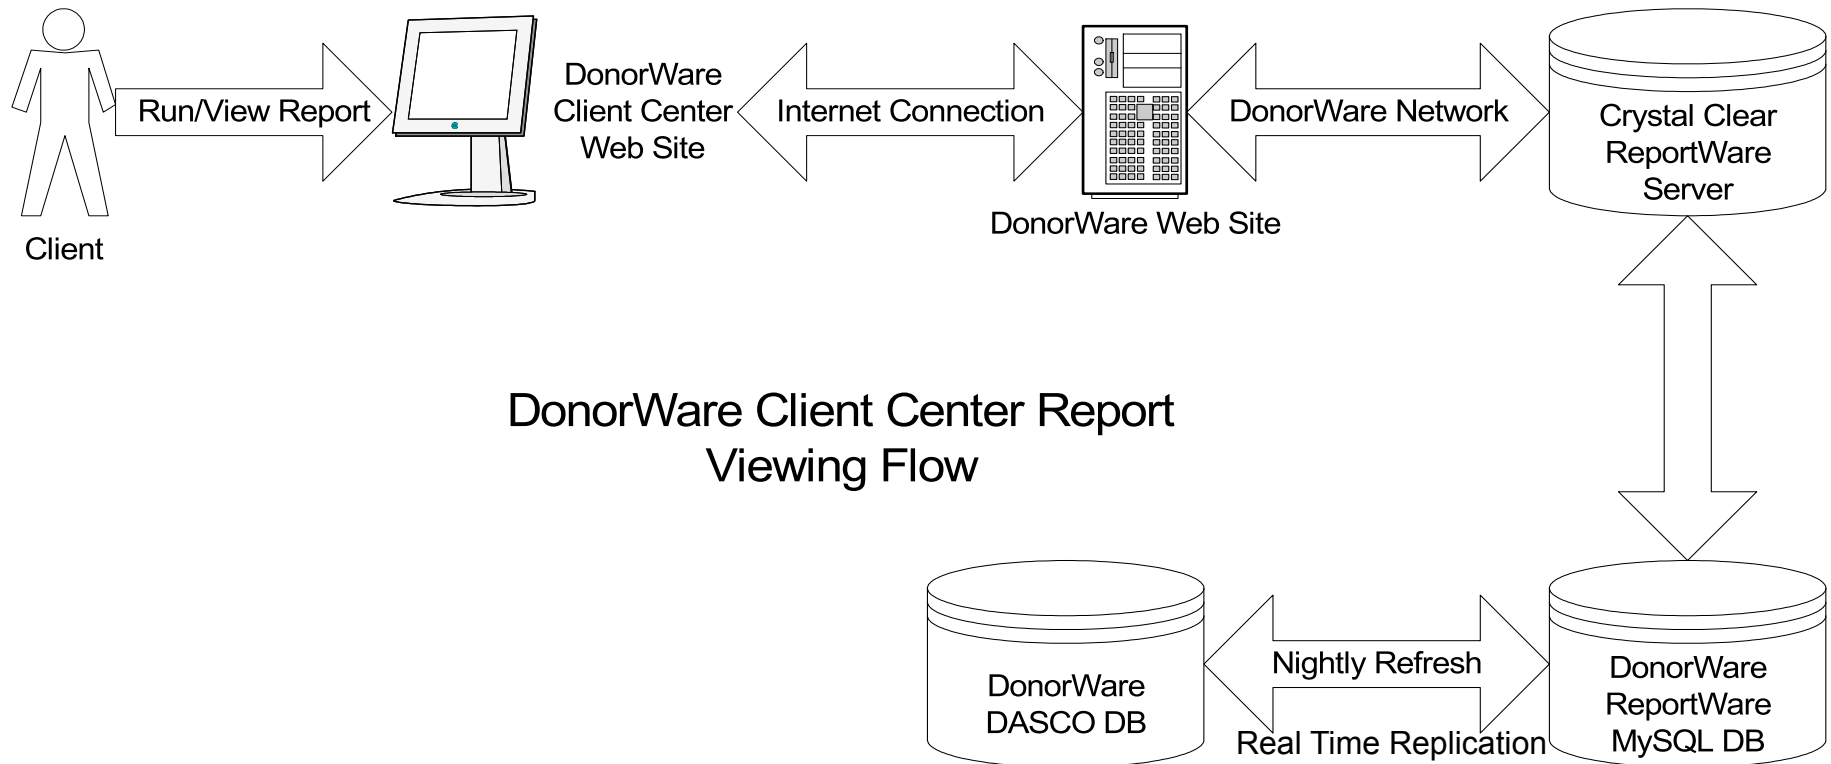 Run/View Report
DonorWare
Client Center
Web Site
Internet Connection
DonorWare Network
Crystal Clear
ReportWare
Server
Client
DonorWare Web Site
DonorWare Client Center Report
Viewing Flow
DonorWare
DASCO DB
Nightly Refresh
Real Time Replication
DonorWare
ReportWare
MySQL DB